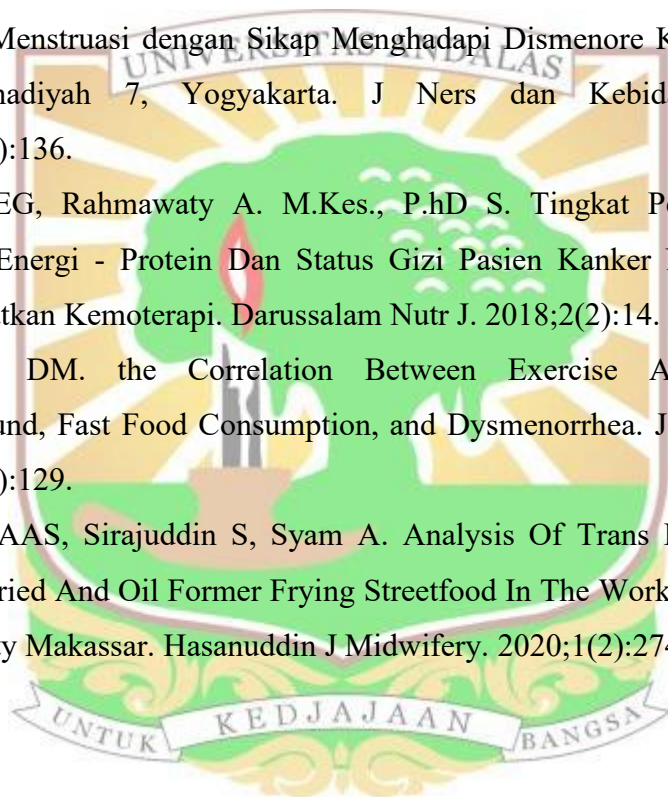 Menstruasi dengan Sikap Menghadapi Dismenore K
UNIVERSITAS ANDALAS
hadiyah 7, Yogyakarta. J Ners dan Kebid
):136.
EG, Rahmawaty A. M.Kes., P.hD S. Tingkat P
Energi - Protein Dan Status Gizi Pasien Kanker
tkan Kemoterapi. Darussalam Nutr J. 2018;2(2):14.
DM. the Correlation Between Exercise A
und, Fast Food Consumption, and Dysmenorrhea. J
):129.
AAS, Sirajuddin S, Syam A. Analysis Of Trans
ried And Oil Former Frying Streetfood In The Work
ty Makassar. Hasanuddin J Midwifery. 2020;1(2):274
UNTUK KEDJAJAAN BANGSA